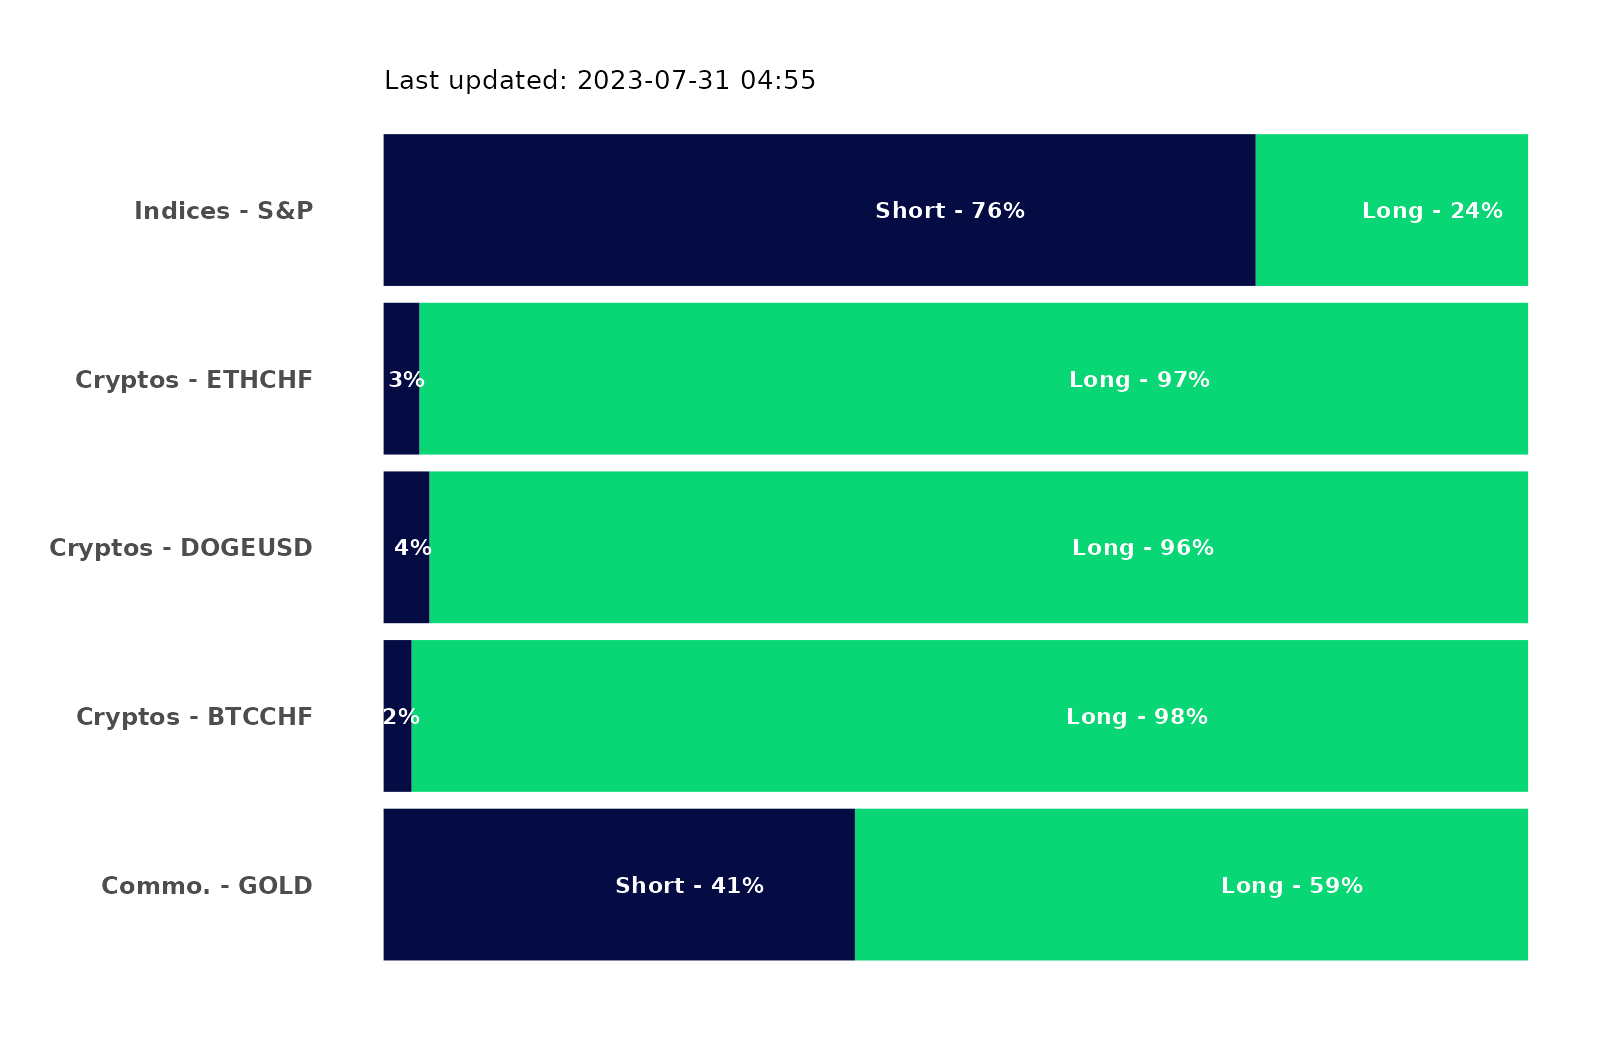 Last updated: 2023-07-31 04:55
Indices - S&P Short - 76% Long - 24%
Cryptos - ETHCHF 3% Long - 97%
Cryptos - DOGEUSD 4% Long - 96%
Cryptos - BTCCHF 2% Long - 98%
Commo. - GOLD Short - 41% Long - 59%